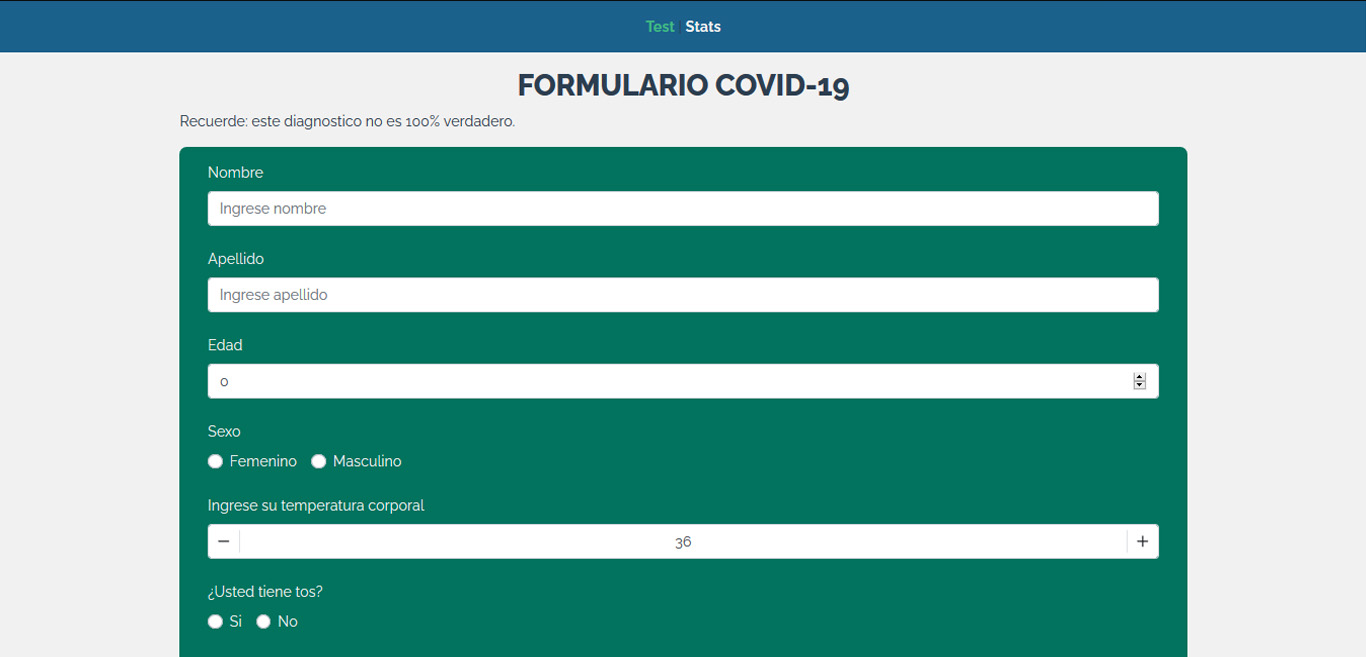 Test | Stats
FORMULARIO COVID-19
Recuerde: este diagnostico no es 100% verdadero.
Nombre
Ingrese nombre
Apellido
Ingrese apellido
Edad
0
Sexo
Femenino Masculino
Ingrese su temperatura corporal
− 36 +
¿Usted tiene tos?
Si No